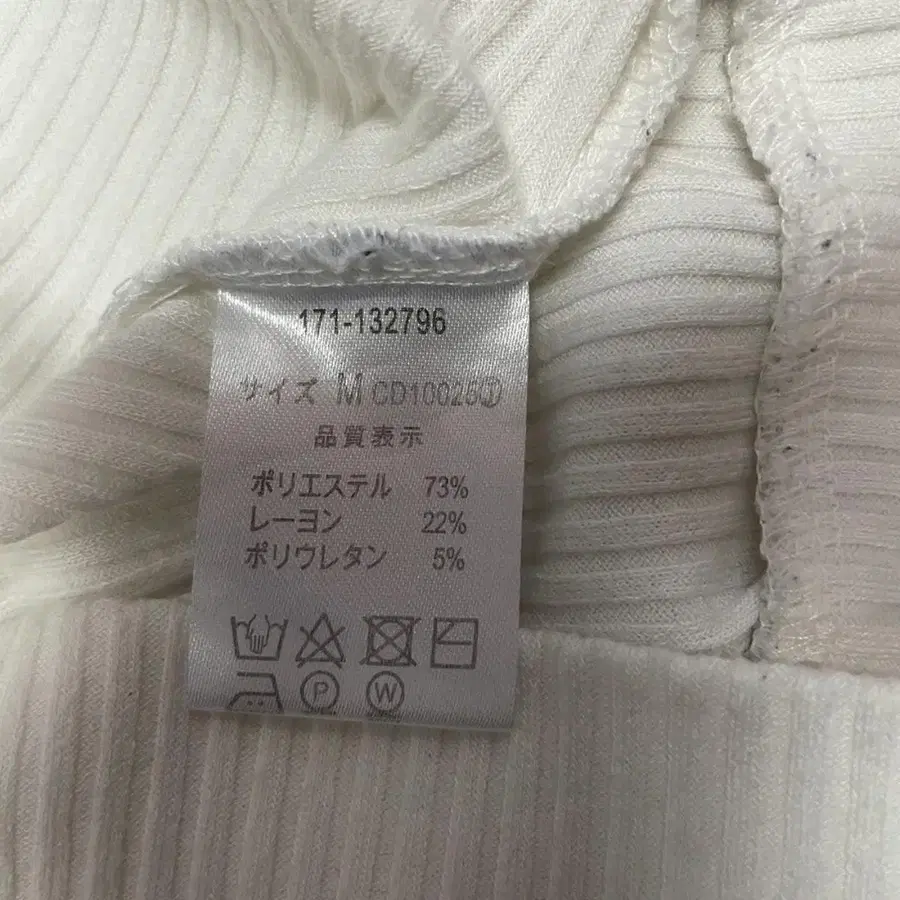 171-132796
サイズ M CD10026①
品質表示
ポリエステル 73%
レーヨン 22%
ポリウレタン 5%
P W